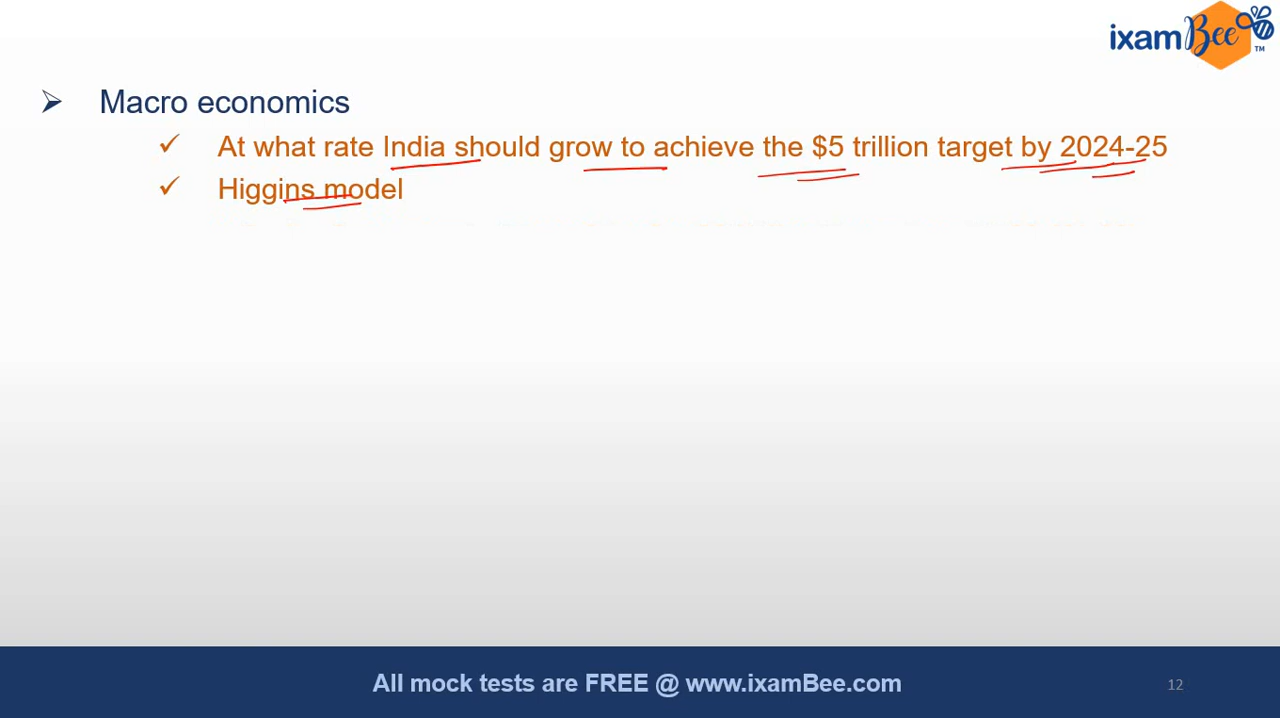 ixamBee
TM
Macro economics
At what rate India should grow to achieve the $5 trillion target by 2024-25
Higgins model
All mock tests are FREE @ www.ixamBee.com
12